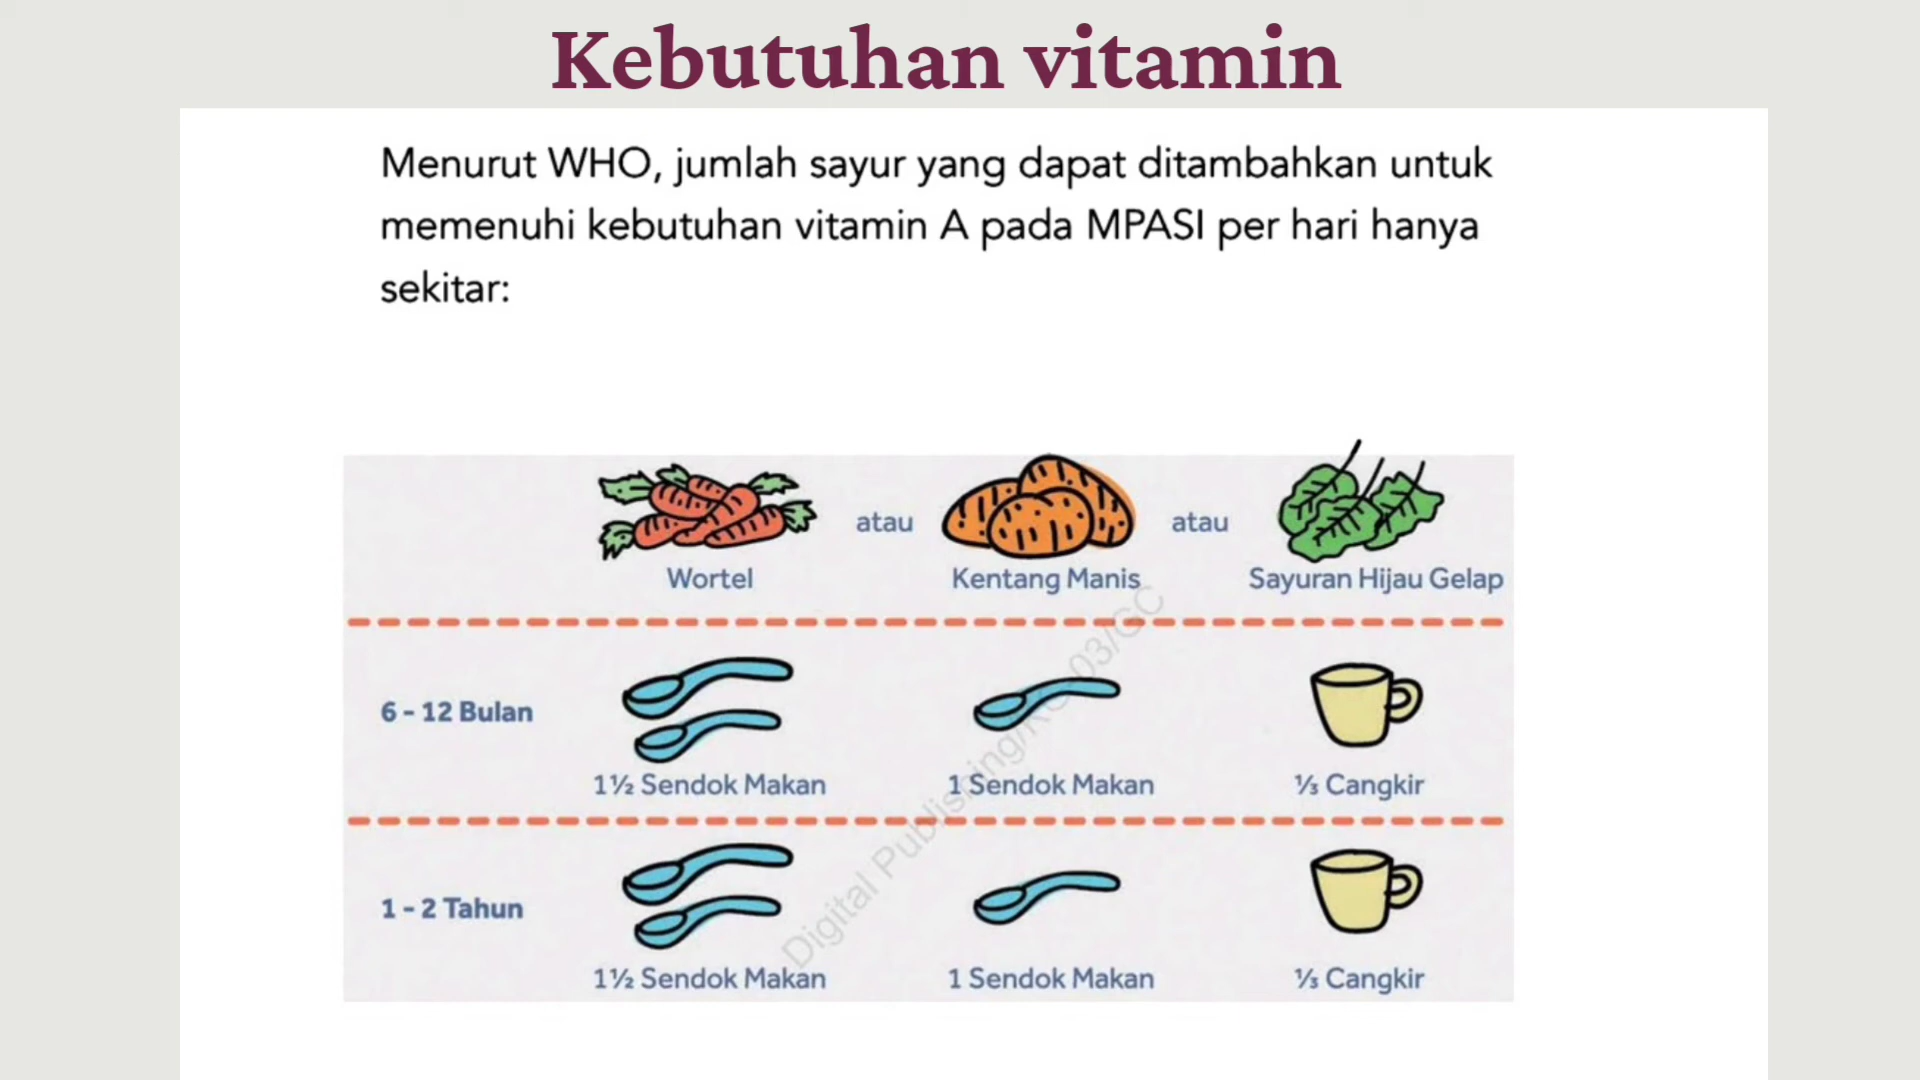 Kebutuhan vitamin
Menurut WHO, jumlah sayur yang dapat ditambahkan untuk
memenuhi kebutuhan vitamin A pada MPASI per hari hanya
sekitar:
atau
atau
Wortel
Kentang Manis
Sayuran Hijau Gelap
6 - 12 Bulan
1½ Sendok Makan
1 Sendok Makan
⅓ Cangkir
1 - 2 Tahun
1½ Sendok Makan
1 Sendok Makan
⅓ Cangkir
Digital Publishing/